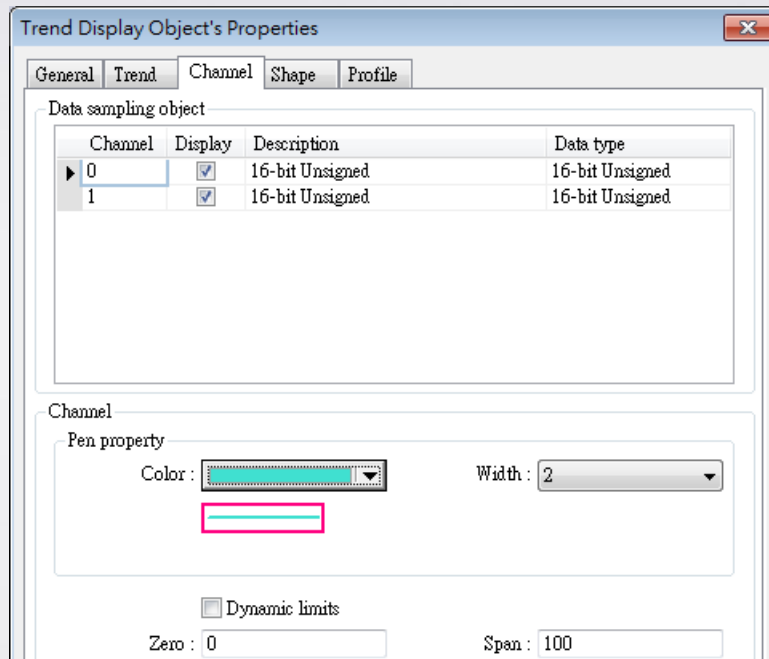 Trend Display Object's Properties
General Trend Channel Shape Profile
Data sampling object
Channel Display Description Data type
0 16-bit Unsigned 16-bit Unsigned
1 16-bit Unsigned 16-bit Unsigned
Channel
Pen property
Color : Width : 2
Dynamic limits
Zero : 0 Span : 100